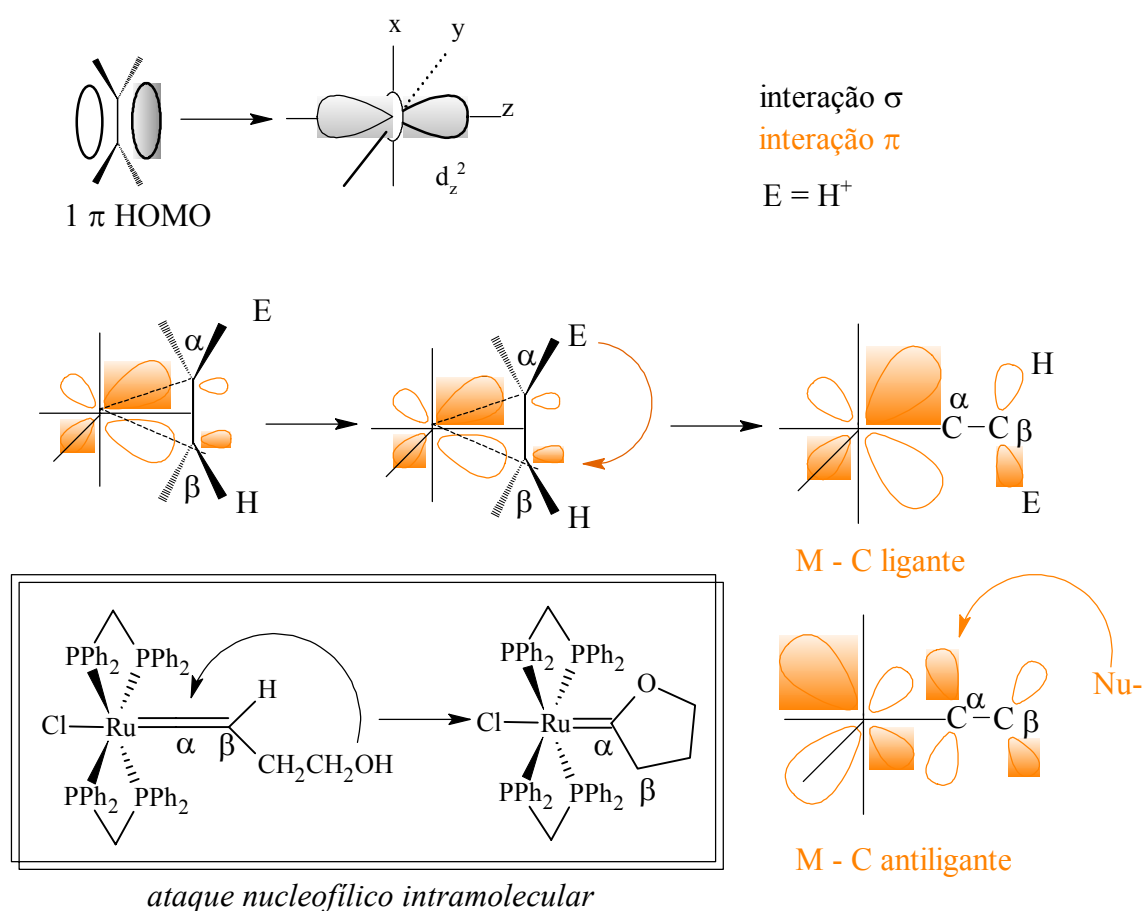 x
y
z
d_z^2
1 π HOMO
interação σ
interação π
E = H⁺
α
E
β
H
α
E
β
H
α
C – C β
H
E
M - C ligante
PPh₂ PPh₂
H
Cl Ru
α β
CH₂CH₂OH
PPh₂ PPh₂
PPh₂ PPh₂
O
Cl Ru
α
β
PPh₂ PPh₂
Nu-
α
C – C β
M - C antiligante
ataque nucleofílico intramolecular